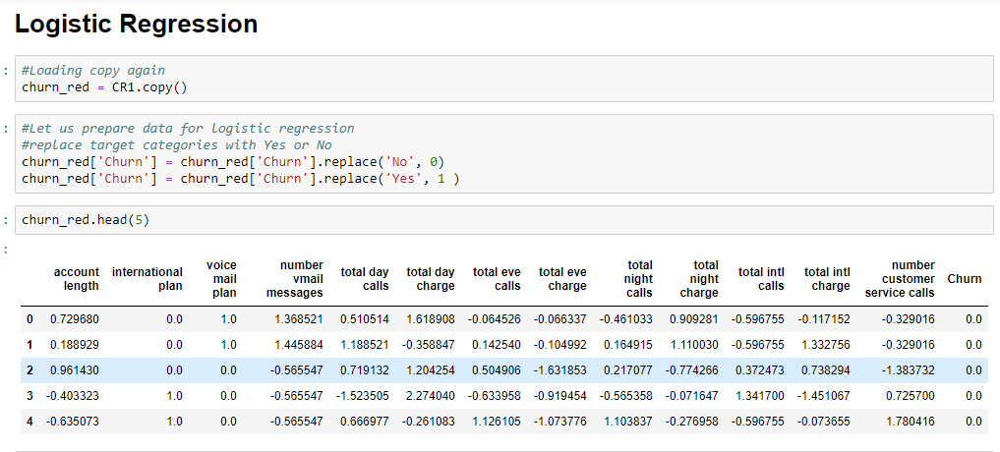 Logistic Regression
: #Loading copy again
churn_red = CR1.copy()
: #Let us prepare data for logistic regression
#replace target categories with Yes or No
churn_red['Churn'] = churn_red['Churn'].replace('No', 0)
churn_red['Churn'] = churn_red['Churn'].replace('Yes', 1 )
: churn_red.head(5)
:
account length international plan voice mail plan number vmail messages total day calls total day charge total eve calls total eve charge total night calls total night charge total intl calls total intl charge number customer service calls Churn
0 0.729680 0.0 1.0 1.368521 0.510514 1.618908 -0.064526 -0.066337 -0.461033 0.909281 -0.596755 -0.117152 -0.329016 0.0
1 0.188929 0.0 1.0 1.445884 1.188521 -0.358847 0.142540 -0.104992 0.164915 1.110030 -0.596755 1.332756 -0.329016 0.0
2 0.961430 0.0 0.0 -0.565547 0.719132 1.204254 0.504906 -1.631853 0.217077 -0.774266 0.372473 0.738294 -1.383732 0.0
3 -0.403323 1.0 0.0 -0.565547 -1.523505 2.274040 -0.633958 -0.919454 -0.565358 -0.071647 1.341700 -1.451067 0.725700 0.0
4 -0.635073 1.0 0.0 -0.565547 0.666977 -0.261083 1.126105 -1.073776 1.103837 -0.276958 -0.596755 -0.073655 1.780416 0.0